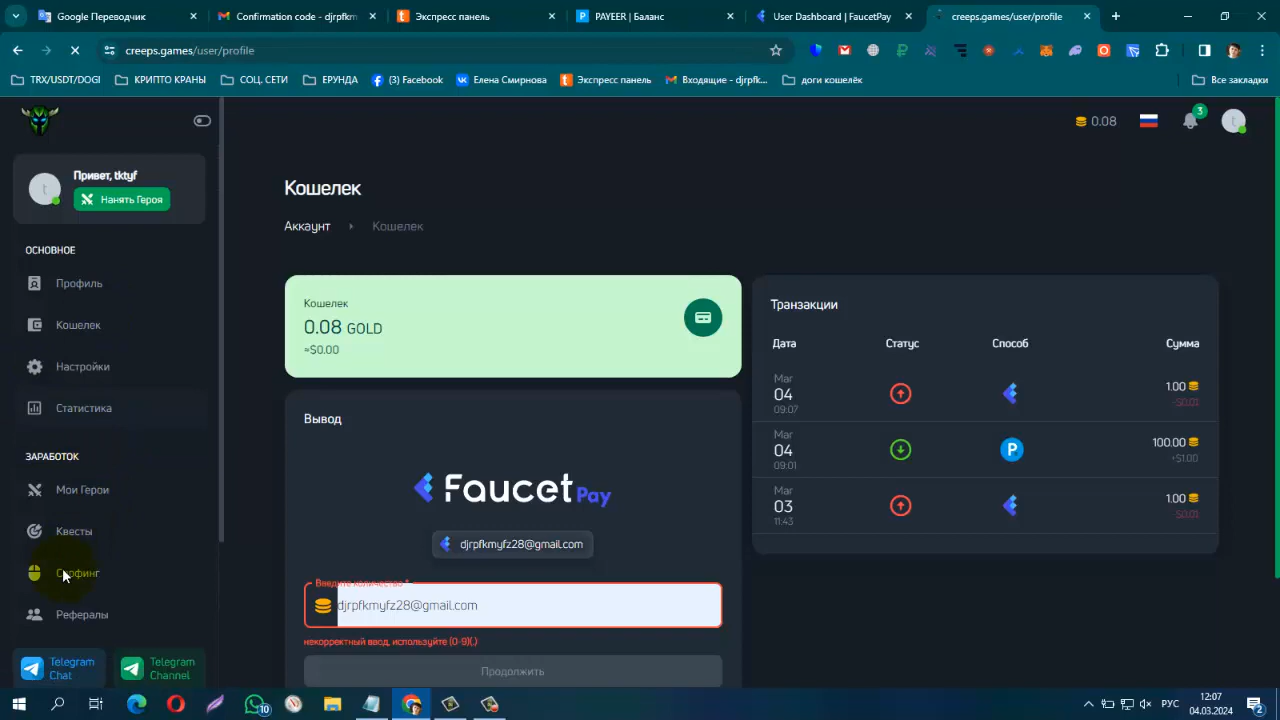 Google Переводчик
Confirmation code - djrpfkm
Экспресс панель
PAYEER | Баланс
User Dashboard | FaucetPay
creeps.games/user/profile
creeps.games/user/profile
TRX/USDT/DOGI
КРИПТО КРАНЫ
СОЦ. СЕТИ
ЕРУНДА
(3) Facebook
Елена Смирнова
Экспресс панель
Входящие - djrpfk...
доги кошелёк
Все закладки
0.08
3
t
Привет, tktyf
t
Нанять Героя
ОСНОВНОЕ
Профиль
Кошелек
Настройки
Статистика
ЗАРАБОТОК
Мои Герои
Квесты
Серфинг
Рефералы
Telegram
Chat
Telegram
Channel
Кошелек
Аккаунт
Кошелек
Кошелек
0.08 GOLD
≈$0.00
Вывод
FaucetPay
djrpfkmyfz28@gmail.com
Введите количество *
djrpfkmyfz28@gmail.com
некорректный ввод, используйте (0-9)(.)
Продолжить
Транзакции
Дата
Статус
Способ
Сумма
Mar
04
09:07
1.00
-$0.01
Mar
04
09:01
P
100.00
+$1.00
Mar
03
11:43
1.00
-$0.01
10
РУС
12:07
04.03.2024
2